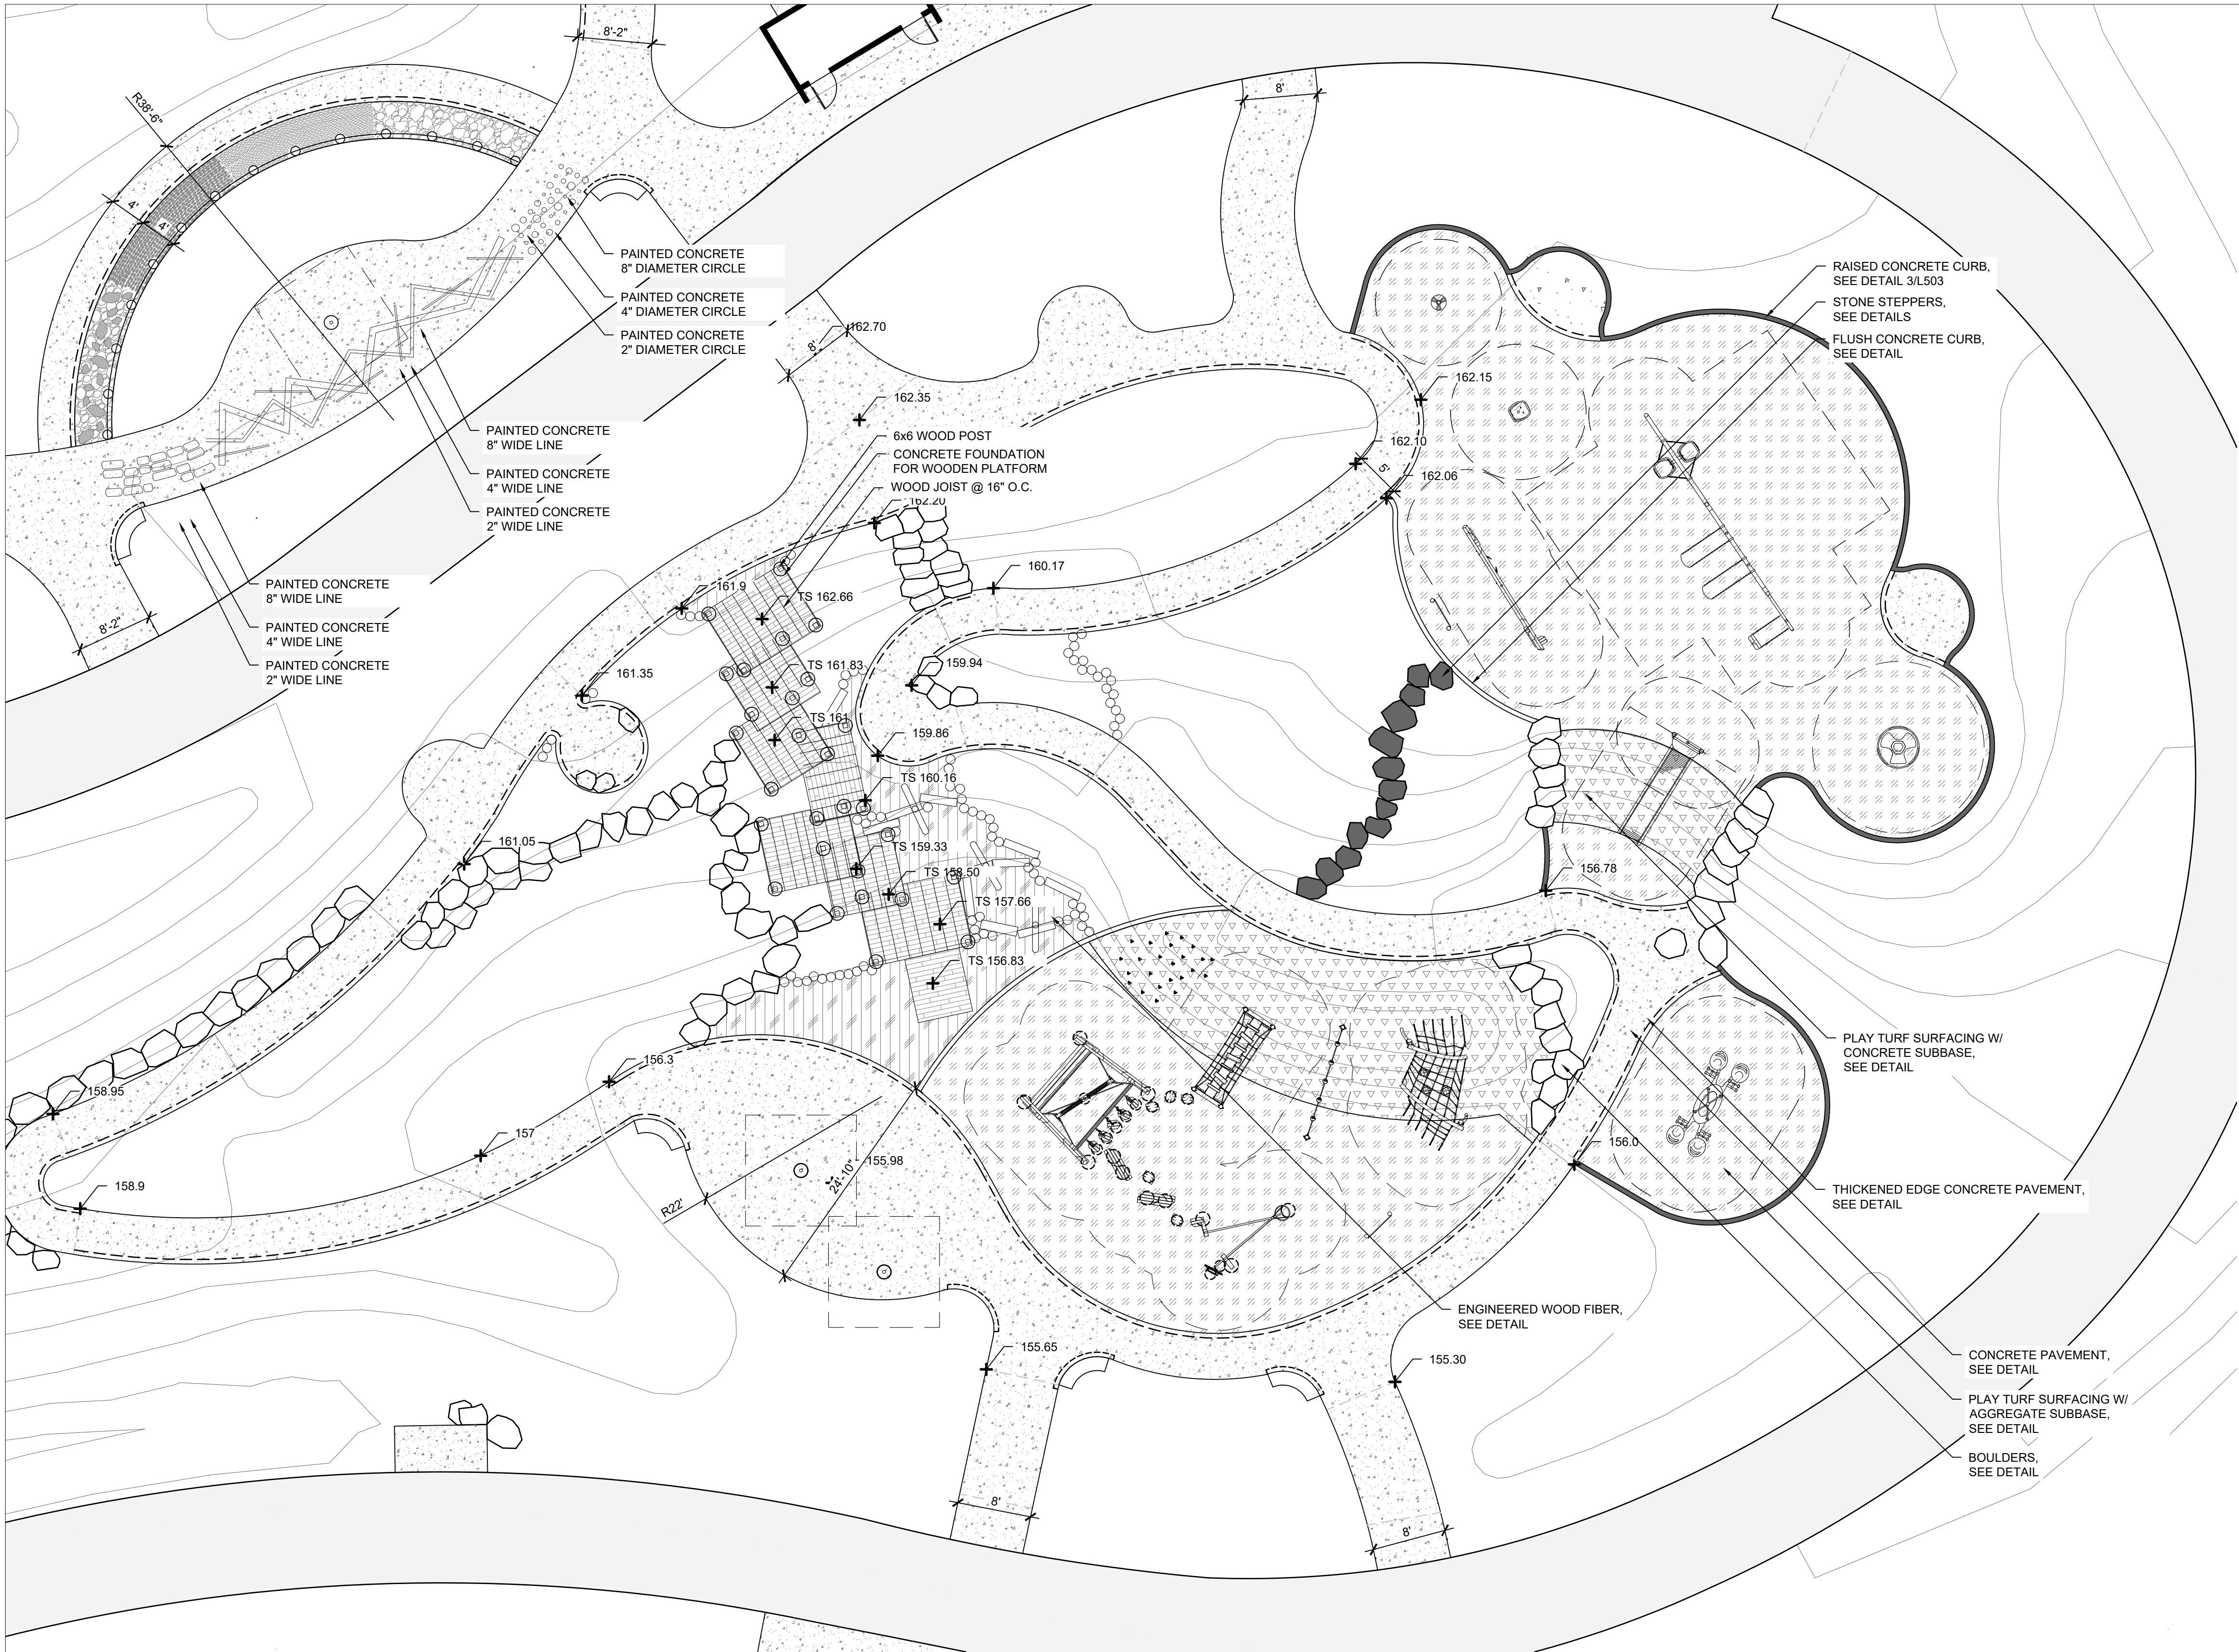 8'-2"
R38'-6"
4'
4'
8'
PAINTED CONCRETE
8" DIAMETER CIRCLE
PAINTED CONCRETE
4" DIAMETER CIRCLE
PAINTED CONCRETE
2" DIAMETER CIRCLE
RAISED CONCRETE CURB,
SEE DETAIL 3/L503
STONE STEPPERS,
SEE DETAILS
FLUSH CONCRETE CURB,
SEE DETAIL
162.70
8'
162.35
162.15
162.10
5'
162.06
PAINTED CONCRETE
8" WIDE LINE
PAINTED CONCRETE
4" WIDE LINE
PAINTED CONCRETE
2" WIDE LINE
6x6 WOOD POST
CONCRETE FOUNDATION
FOR WOODEN PLATFORM
WOOD JOIST @ 16" O.C.
162.20
PAINTED CONCRETE
8" WIDE LINE
PAINTED CONCRETE
4" WIDE LINE
PAINTED CONCRETE
2" WIDE LINE
8'-2"
161.9
TS 162.66
160.17
161.35
TS 161.83
159.94
TS 161
159.86
TS 160.16
161.05
TS 159.33
TS 158.50
156.78
TS 157.66
TS 156.83
156.3
158.95
157
155.98
24'-10"
R22'
158.9
156.0
PLAY TURF SURFACING W/
CONCRETE SUBBASE,
SEE DETAIL
THICKENED EDGE CONCRETE PAVEMENT,
SEE DETAIL
ENGINEERED WOOD FIBER,
SEE DETAIL
155.65
155.30
CONCRETE PAVEMENT,
SEE DETAIL
PLAY TURF SURFACING W/
AGGREGATE SUBBASE,
SEE DETAIL
BOULDERS,
SEE DETAIL
8'
8'